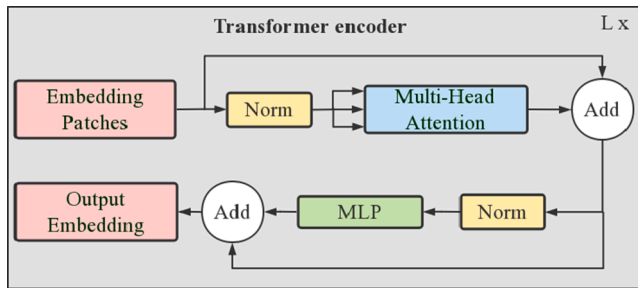 Transformer encoder
L x
Embedding
Patches
Norm
Multi-Head
Attention
Add
Output
Embedding
Add
MLP
Norm